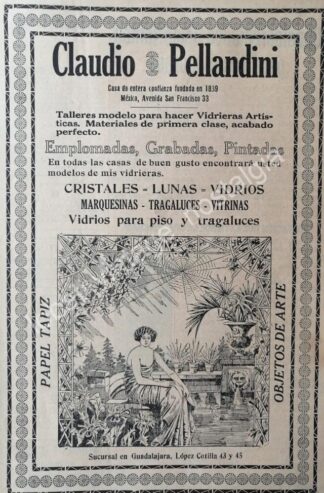 Claudio Pellandini
Casa de entera confianza fundada en 1839
México, Avenida San Francisco 33
Talleres modelo para hacer Vidrieras Artís-
ticas. Materiales de primera clase, acabado
perfecto.
Emplomadas, Grabadas, Pintadas
En todas las casas de buen gusto encontrará usted
modelos de mis vidrieras.
CRISTALES - LUNAS - VIDRIOS
MARQUESINAS - TRAGALUCES - VITRINAS
Vidrios para piso y tragaluces
PAPEL TAPIZ
OBJETOS DE ARTE
Sucursal en Guadalajara, López Cotilla 43 y 45